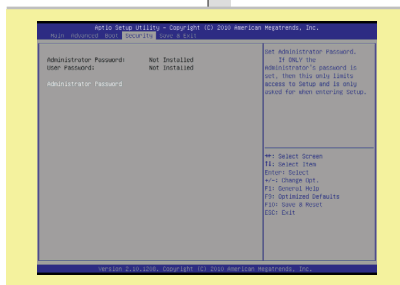 Aptio Setup Utility – Copyright (C) 2010 American Megatrends, Inc.
Main Advanced Boot Security Save & Exit
Administrator Password: Not Installed
User Password: Not Installed
Administrator Password
Set Administrator Password.
If ONLY the
Administrator's password is
set, then this only limits
access to Setup and is only
asked for when entering Setup.
↔: Select Screen
↑↓: Select Item
Enter: Select
+/-: Change Opt.
F1: General Help
F9: Optimized Defaults
F10: Save & Reset
ESC: Exit
Version 2.10.1208. Copyright (C) 2010 American Megatrends, Inc.